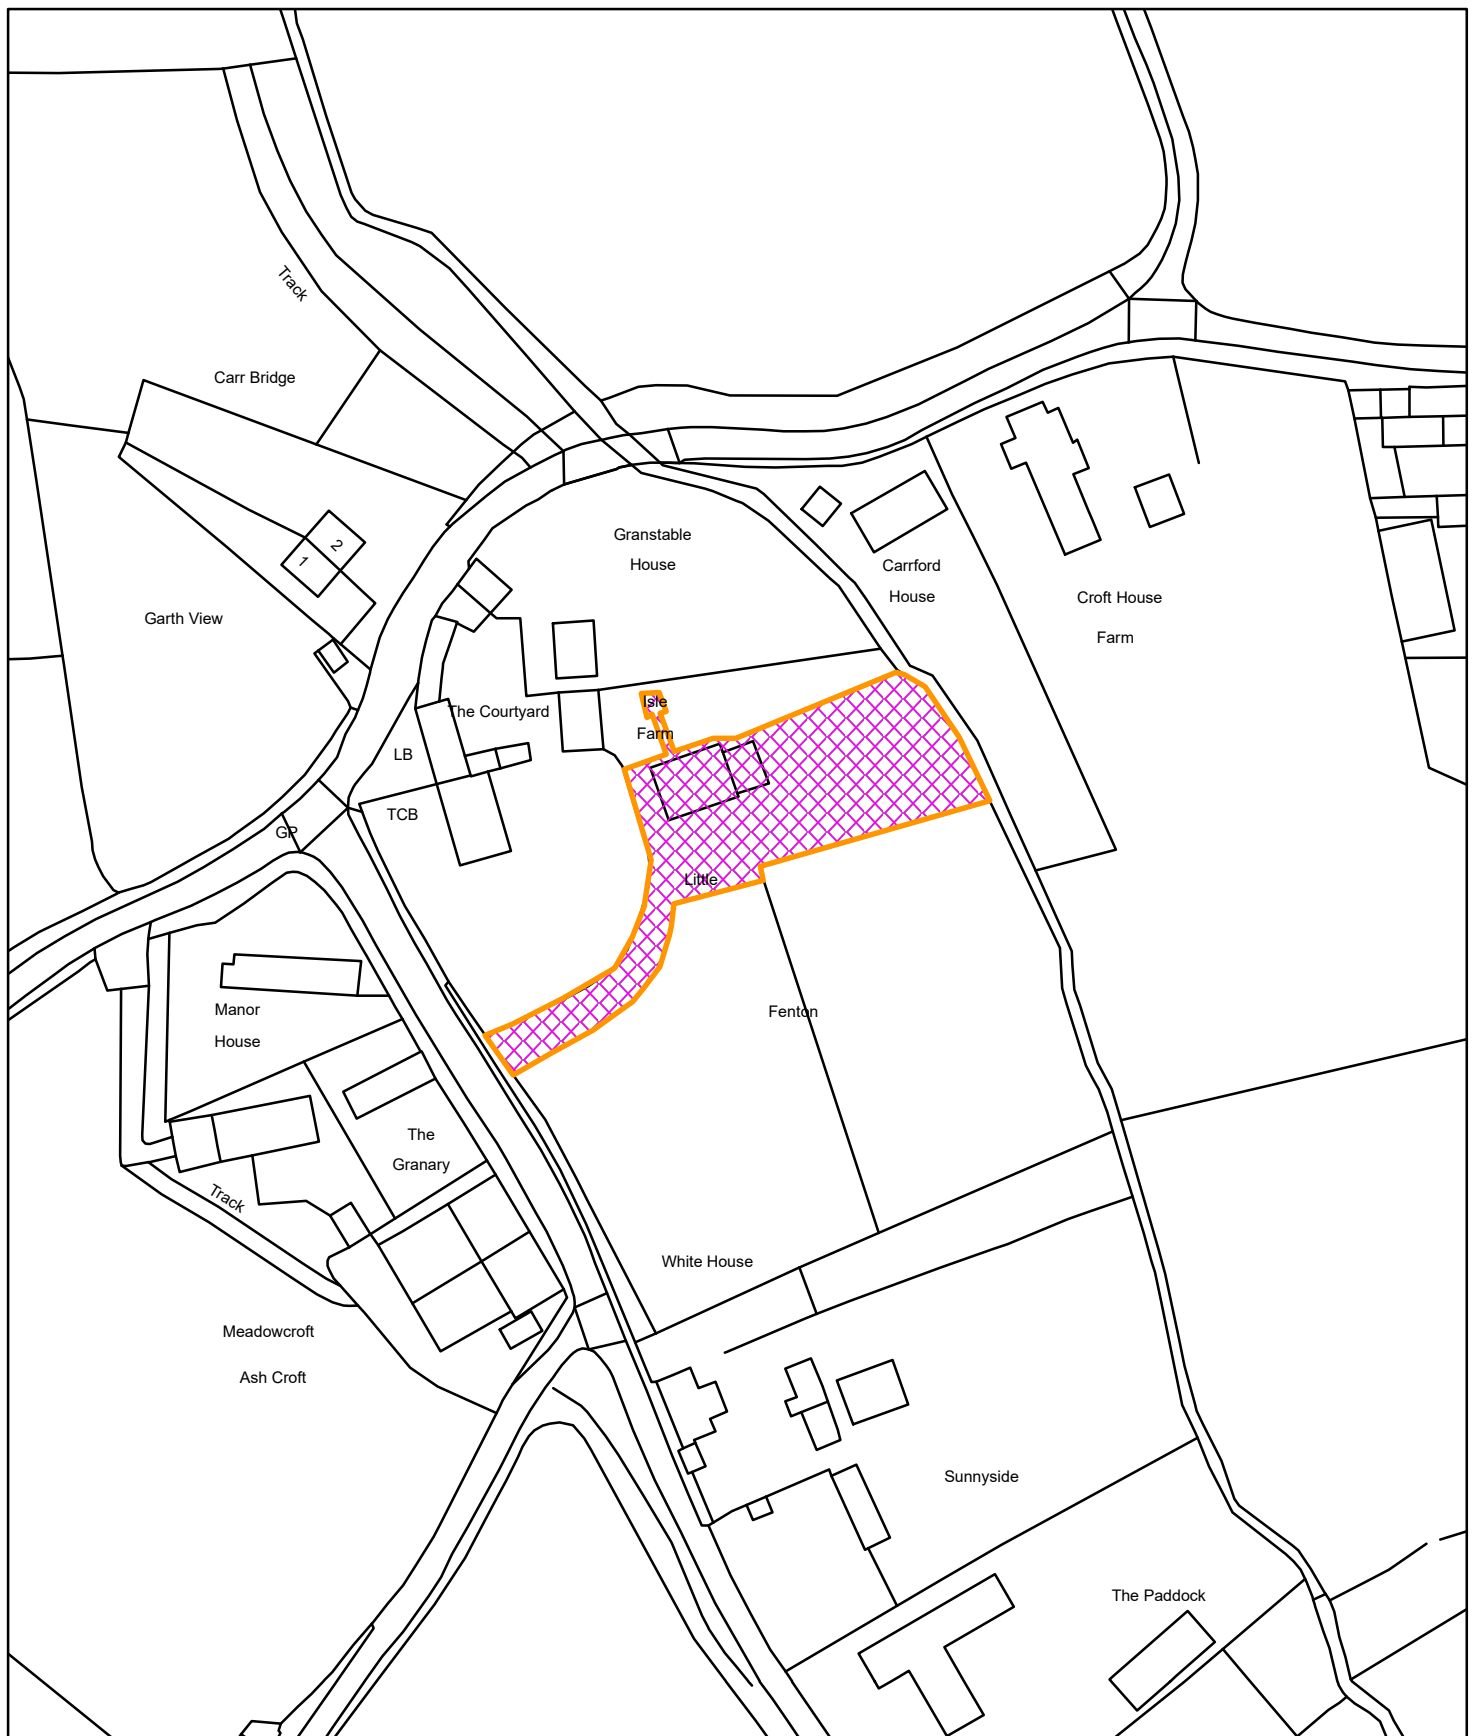 Track
Carr Bridge
2
1
Garth View
Granstable
House
Carrford
House
Croft House
Farm
Isle
Farm
The Courtyard
LB
TCB
GP
Little
Fenton
Manor
House
The
Granary
Track
White House
Meadowcroft
Ash Croft
Sunnyside
The Paddock